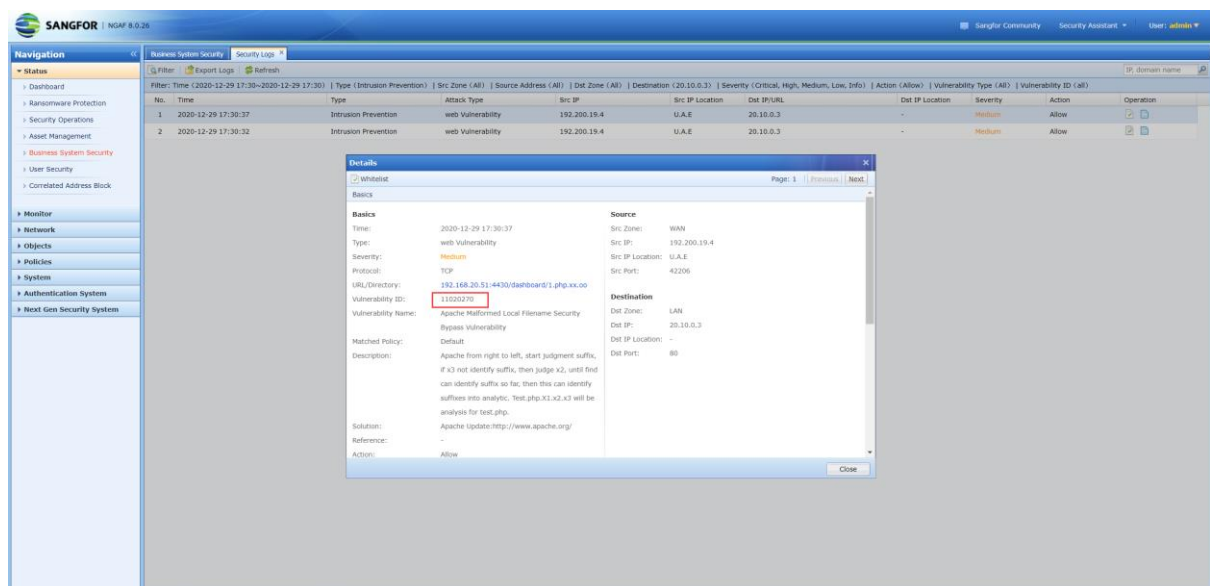 SANGFOR | NGAF 8.0.26
Sangfor Community Security Assistant User: admin
Navigation
Business System Security Security Logs
Status
Filter Export Logs Refresh
IP, domain name
Dashboard
Filter: Time (2020-12-29 17:30~2020-12-29 17:30) | Type (Intrusion Prevention) | Src Zone (All) | Source Address (All) | Dst Zone (All) | Destination (20.10.0.3) | Severity (Critical, High, Medium, Low, Info) | Action (Allow) | Vulnerability Type (All) | Vulnerability ID (all)
Ransomware Protection
No. Time Type Attack Type Src IP Src IP Location Dst IP/URL Dst IP Location Severity Action Operation
Security Operations
1 2020-12-29 17:30:37 Intrusion Prevention web Vulnerability 192.200.19.4 U.A.E 20.10.0.3 - Medium Allow
Asset Management
2 2020-12-29 17:30:32 Intrusion Prevention web Vulnerability 192.200.19.4 U.A.E 20.10.0.3 - Medium Allow
Business System Security
User Security
Correlated Address Block
Monitor
Network
Objects
Policies
System
Authentication System
Next Gen Security System
Details
Whitelist Page: 1 Previous Next
Basics
Basics
Time: 2020-12-29 17:30:37
Type: web Vulnerability
Severity: Medium
Protocol: TCP
URL/Directory: 192.168.20.51:4430/dashboard/1.php.xx.oo
Vulnerability ID: 11020270
Vulnerability Name: Apache Malformed Local Filename Security
Bypass Vulnerability
Matched Policy: Default
Description: Apache from right to left, start judgment suffix,
if x3 not identify suffix, then judge x2, until find
can identify suffix so far, then this can identify
suffixes into analytic. Test.php.X1.x2.x3 will be
analysis for test.php.
Solution: Apache Update:http://www.apache.org/
Reference: -
Action: Allow
Source
Src Zone: WAN
Src IP: 192.200.19.4
Src IP Location: U.A.E
Src Port: 42206
Destination
Dst Zone: LAN
Dst IP: 20.10.0.3
Dst IP Location: -
Dst Port: 80
Close